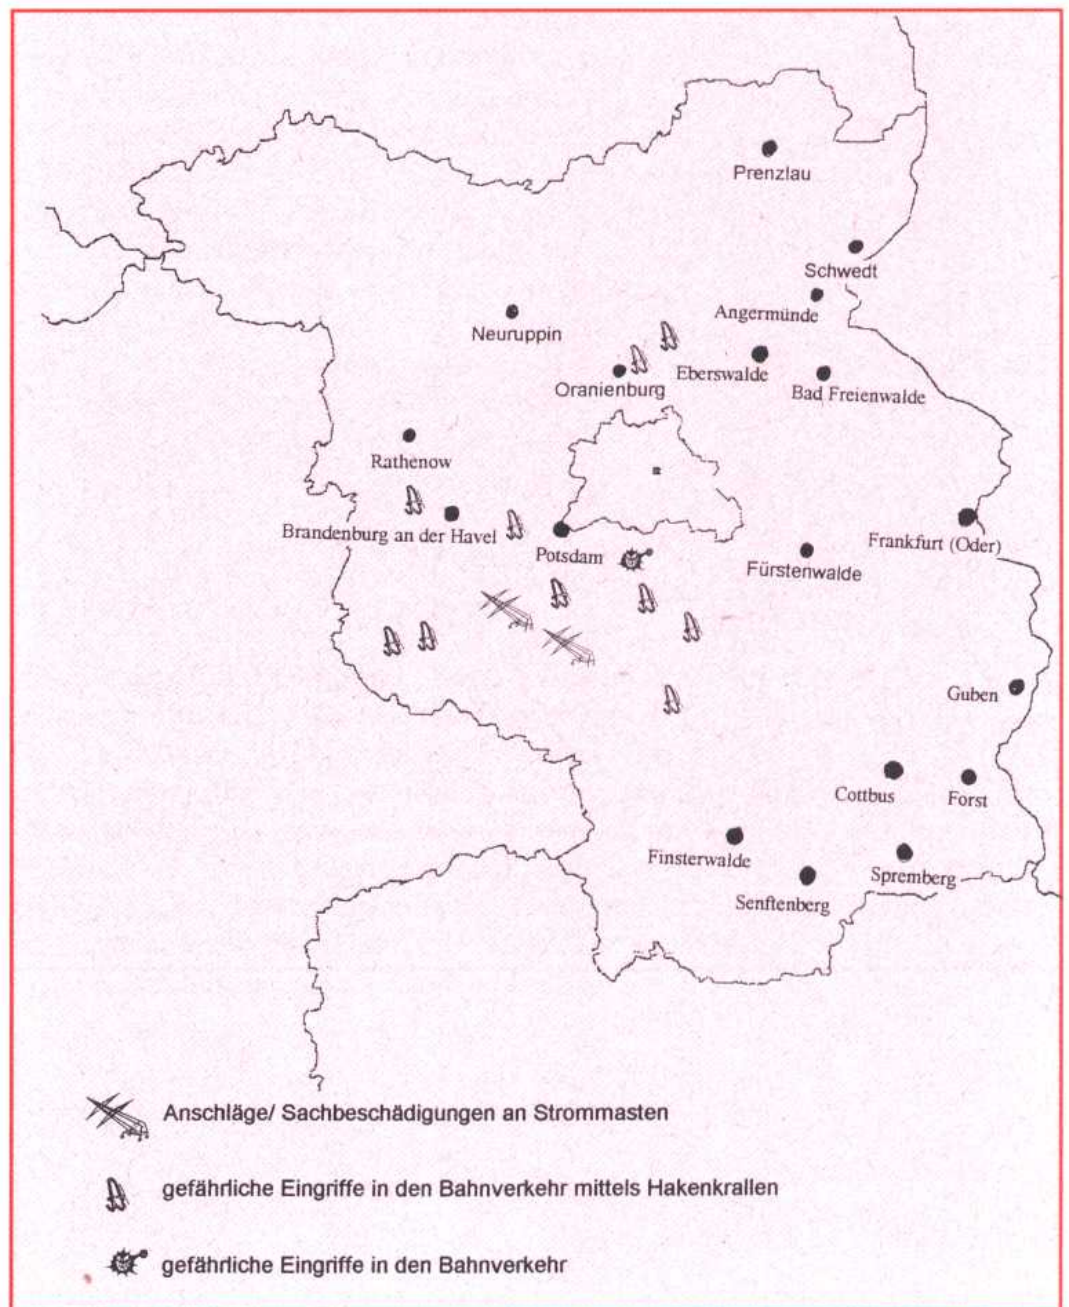 Prenzlau
Schwedt
Angermünde
Neuruppin
Eberswalde
Oranienburg
Bad Freienwalde
Rathenow
Brandenburg an der Havel
Potsdam
Frankfurt (Oder)
Fürstenwalde
Guben
Cottbus
Forst
Finsterwalde
Spremberg
Senftenberg
Anschläge/ Sachbeschädigungen an Strommasten
gefährliche Eingriffe in den Bahnverkehr mittels Hakenkrallen
gefährliche Eingriffe in den Bahnverkehr